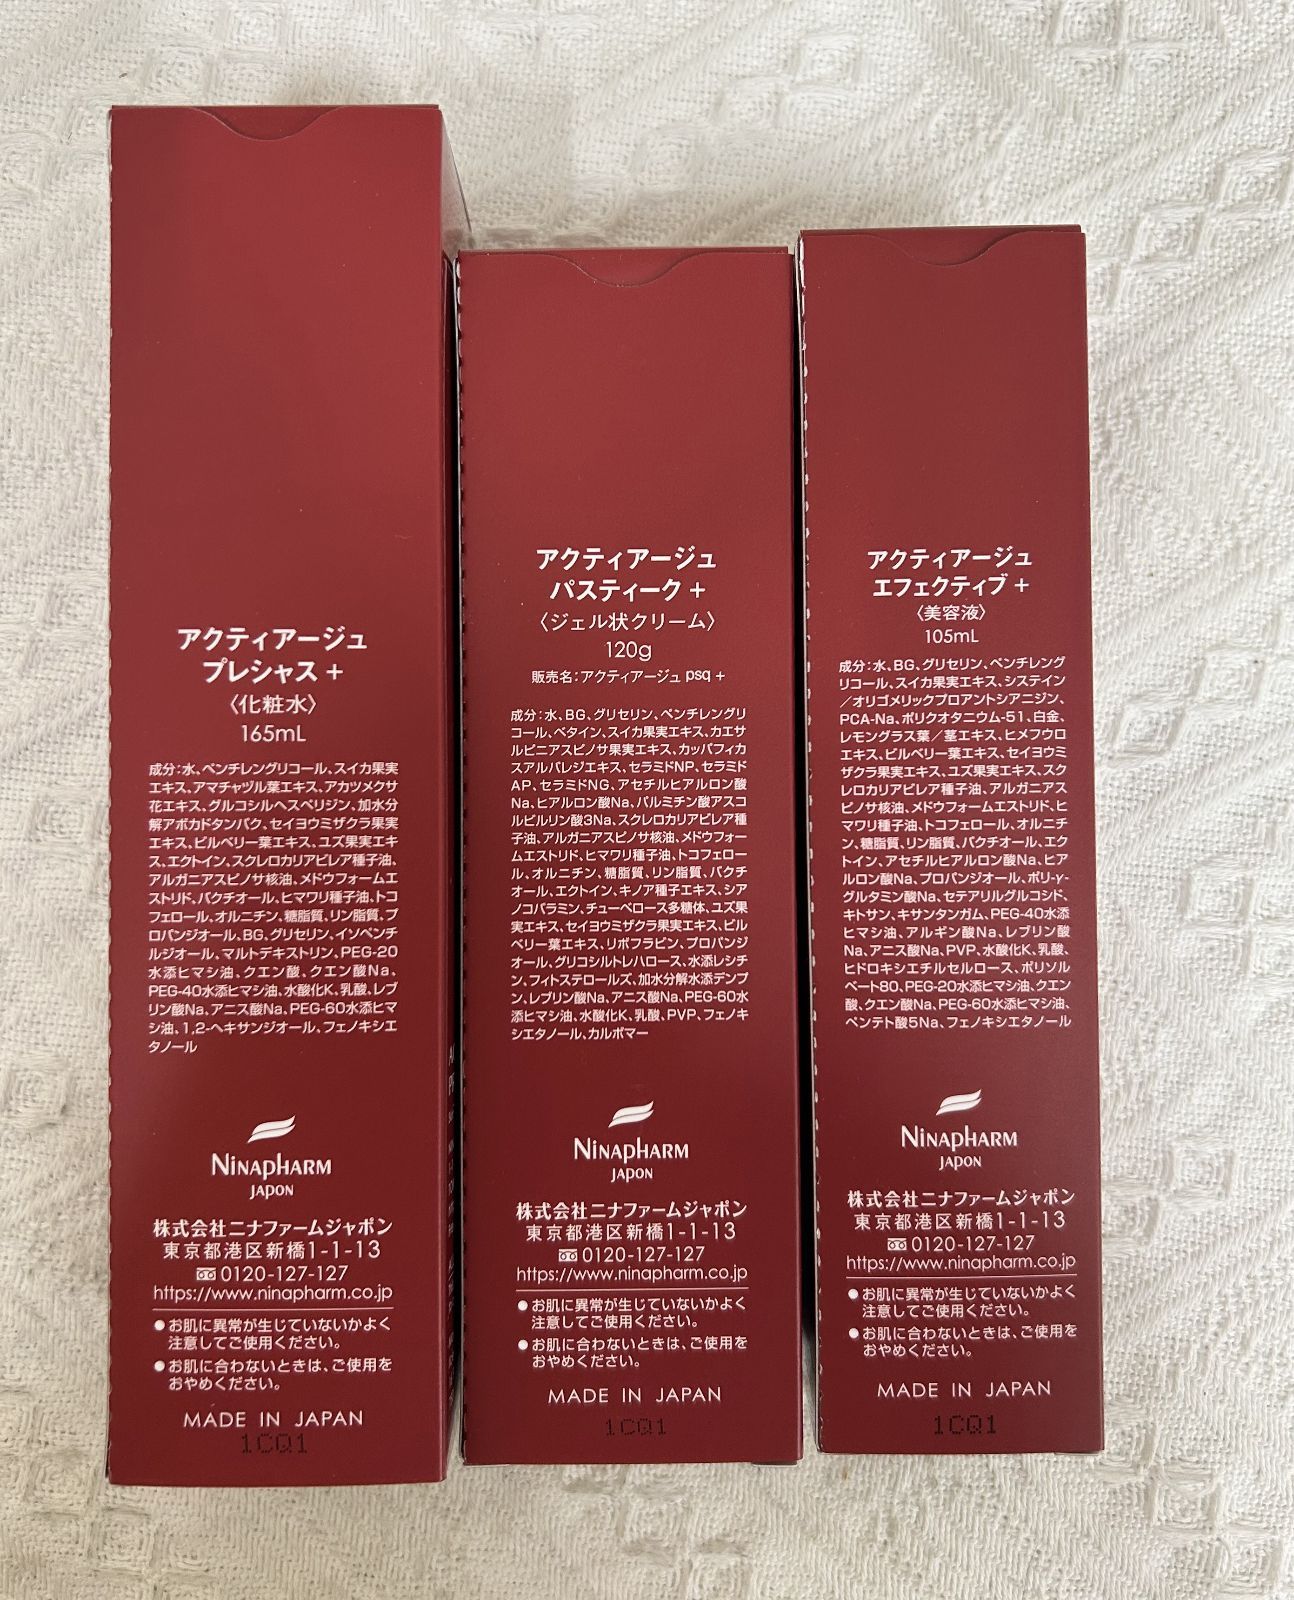 アクティアージュ
プレシャス +
〈化粧水〉
165mL
成分:水、ペンチレングリコール、スイカ果実
エキス、アマチャヅル葉エキス、アカツメクサ
花エキス、グルコシルヘスペリジン、加水分
解アボカドタンパク、セイヨウミザクラ果実
エキス、ビルベリー葉エキス、ユズ果実エキ
ス、エクトイン、スクレロカリアビレア種子油、
アルガニアスピノサ核油、メドウフォームエ
ストリド、バクチオール、ヒマワリ種子油、トコ
フェロール、オルニチン、糖脂質、リン脂質、プ
ロパンジオール、BG、グリセリン、イソペンチ
ルジオール、マルトデキストリン、PEG-20
水添ヒマシ油、クエン酸、クエン酸Na、
PEG-40水添ヒマシ油、水酸化K、乳酸、レブ
リン酸Na、アニス酸Na、PEG-60水添ヒマ
シ油、1,2-ヘキサンジオール、フェノキシエ
タノール
NINAPHARM
JAPON
株式会社ニナファームジャポン
東京都港区新橋1-1-13
0120-127-127
https://www.ninapharm.co.jp
●お肌に異常が生じていないかよく
注意してご使用ください。
●お肌に合わないときは、ご使用を
おやめください。
MADE IN JAPAN
1CQ1
アクティアージュ
パスティーク +
〈ジェル状クリーム〉
120g
販売名:アクティアージュ psq +
成分:水、BG、グリセリン、ペンチレングリ
コール、ベタイン、スイカ果実エキス、カエサ
ルピニアスピノサ果実エキス、カッパフィカ
スアルバレジエキス、セラミドNP、セラミド
AP、セラミドNG、アセチルヒアルロン酸
Na、ヒアルロン酸Na、パルミチン酸アスコ
ルビルリン酸3Na、スクレロカリアビレア種
子油、アルガニアスピノサ核油、メドウフォー
ムエストリド、ヒマワリ種子油、トコフェロー
ル、オルニチン、糖脂質、リン脂質、バクチ
オール、エクトイン、キノア種子エキス、シア
ノコバラミン、チューベロース多糖体、ユズ果
実エキス、セイヨウミザクラ果実エキス、ビル
ベリー葉エキス、リボフラビン、プロパンジ
オール、グリコシルトレハロース、水添レシチ
ン、フィトステロールズ、加水分解水添デンプ
ン、レブリン酸Na、アニス酸Na、PEG-60水
添ヒマシ油、水酸化K、乳酸、PVP、フェノキ
シエタノール、カルボマー
NINAPHARM
JAPON
株式会社ニナファームジャポン
東京都港区新橋1-1-13
0120-127-127
https://www.ninapharm.co.jp
●お肌に異常が生じていないかよく
注意してご使用ください。
●お肌に合わないときは、ご使用を
おやめください。
MADE IN JAPAN
1CQ1
アクティアージュ
エフェクティブ +
〈美容液〉
105mL
成分:水、BG、グリセリン、ペンチレング
リコール、スイカ果実エキス、システイン
/オリゴメリックプロアントシアニジン、
PCA-Na、ポリクオタニウム-51、白金、
レモングラス葉/茎エキス、ヒメフウロ
エキス、ビルベリー葉エキス、セイヨウミ
ザクラ果実エキス、ユズ果実エキス、スク
レロカリアビレア種子油、アルガニアス
ピノサ核油、メドウフォームエストリド、ヒ
マワリ種子油、トコフェロール、オルニチ
ン、糖脂質、リン脂質、バクチオール、エク
トイン、アセチルヒアルロン酸Na、ヒア
ルロン酸Na、プロパンジオール、ポリ-γ-
グルタミン酸Na、セテアリルグルコシド、
キトサン、キサンタンガム、PEG-40水添
ヒマシ油、アルギン酸Na、レブリン酸
Na、アニス酸Na、PVP、水酸化K、乳酸、
ヒドロキシエチルセルロース、ポリソル
ベート80、PEG-20水添ヒマシ油、クエン
酸、クエン酸Na、PEG-60水添ヒマシ油、
ペンテト酸5Na、フェノキシエタノール
NINAPHARM
JAPON
株式会社ニナファームジャポン
東京都港区新橋1-1-13
0120-127-127
https://www.ninapharm.co.jp
●お肌に異常が生じていないかよく
注意してご使用ください。
●お肌に合わないときは、ご使用を
おやめください。
MADE IN JAPAN
1CQ1